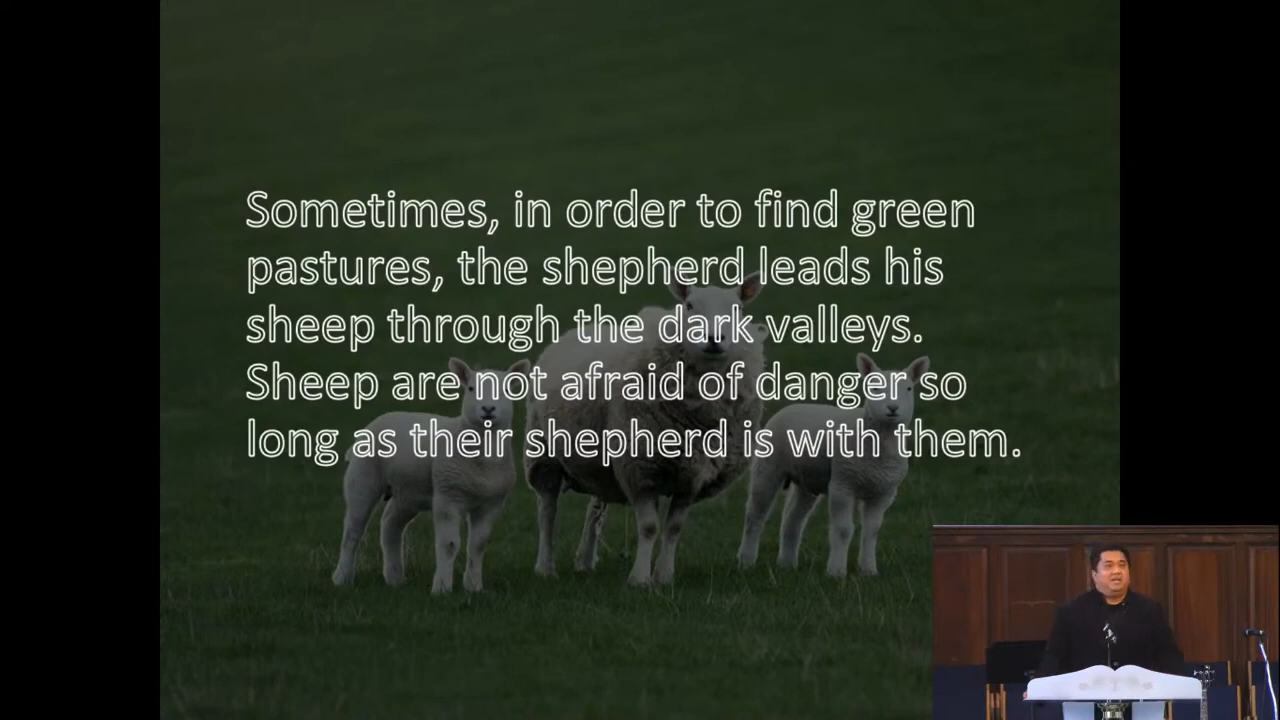 Sometimes, in order to find green
pastures, the shepherd leads his
sheep through the dark valleys.
Sheep are not afraid of danger so
long as their shepherd is with them.